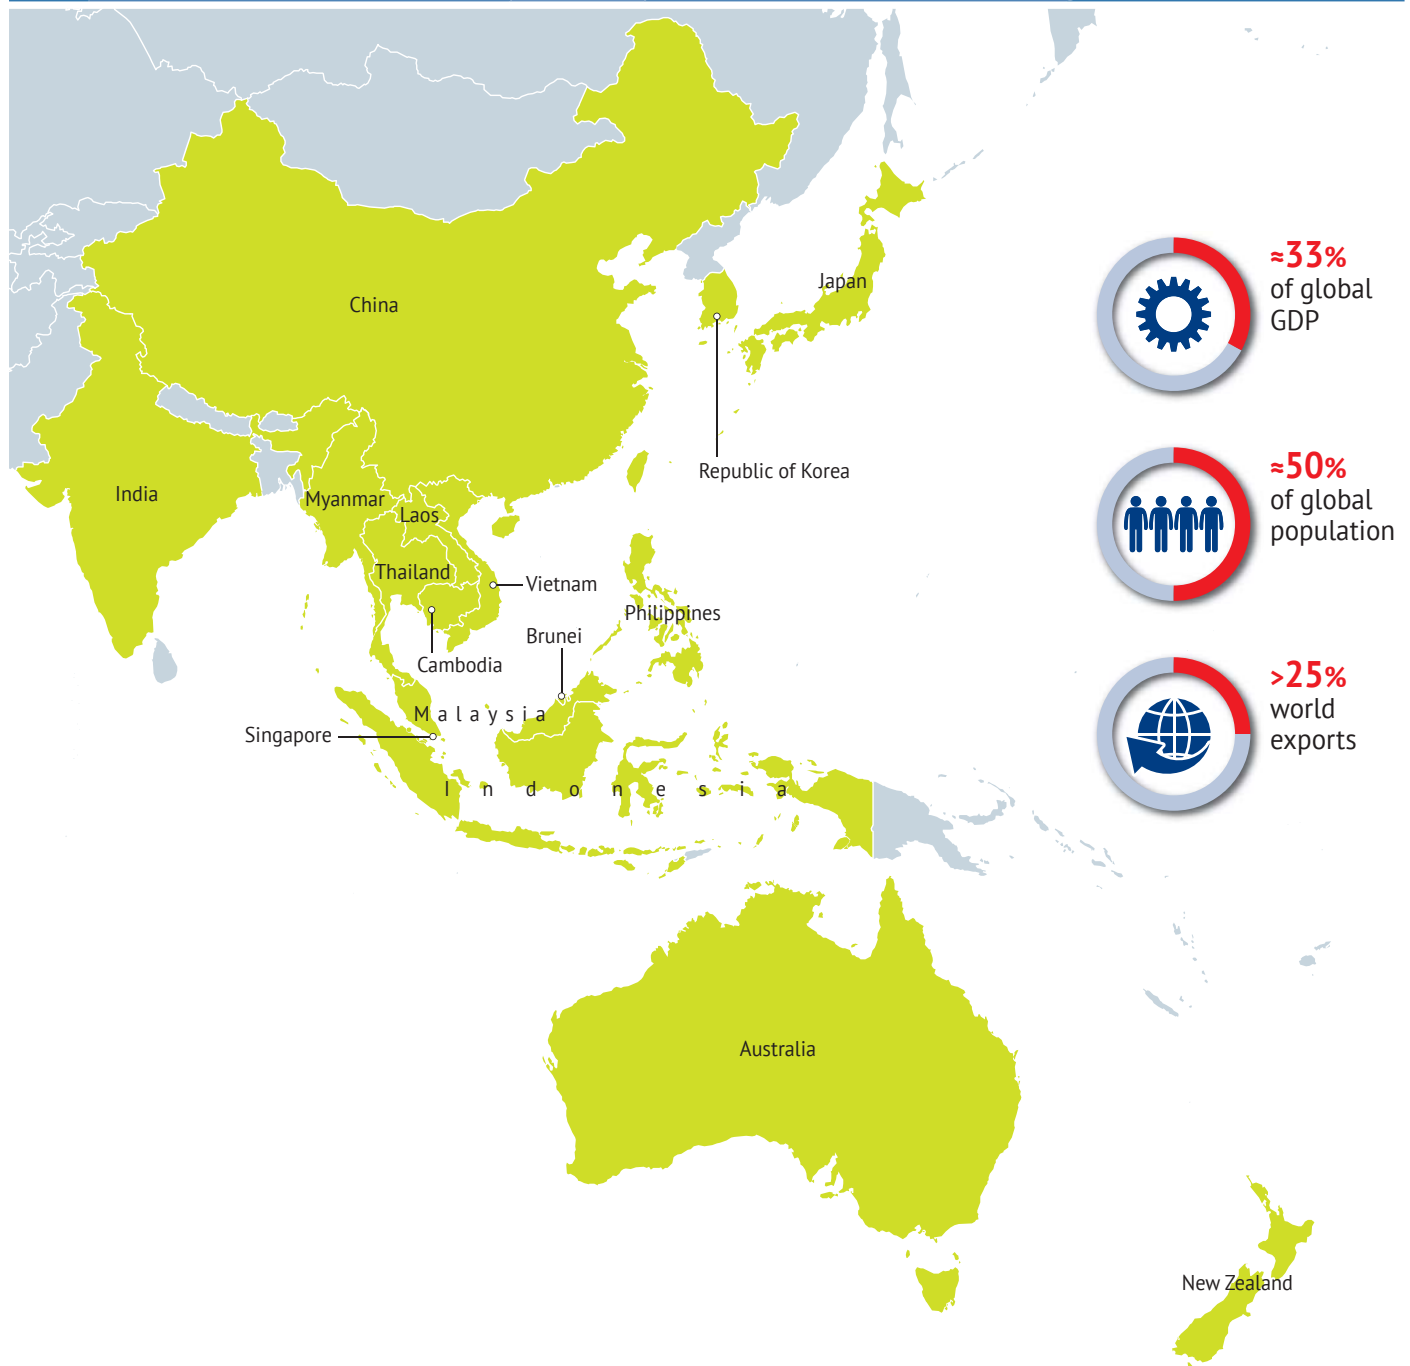 China
Japan
≈33%
of global
GDP
Republic of Korea
≈50%
of global
population
India
Myanmar
Laos
Thailand
Vietnam
Philippines
Brunei
Cambodia
Malaysia
Singapore
Indonesia
>25%
world
exports
Australia
New Zealand